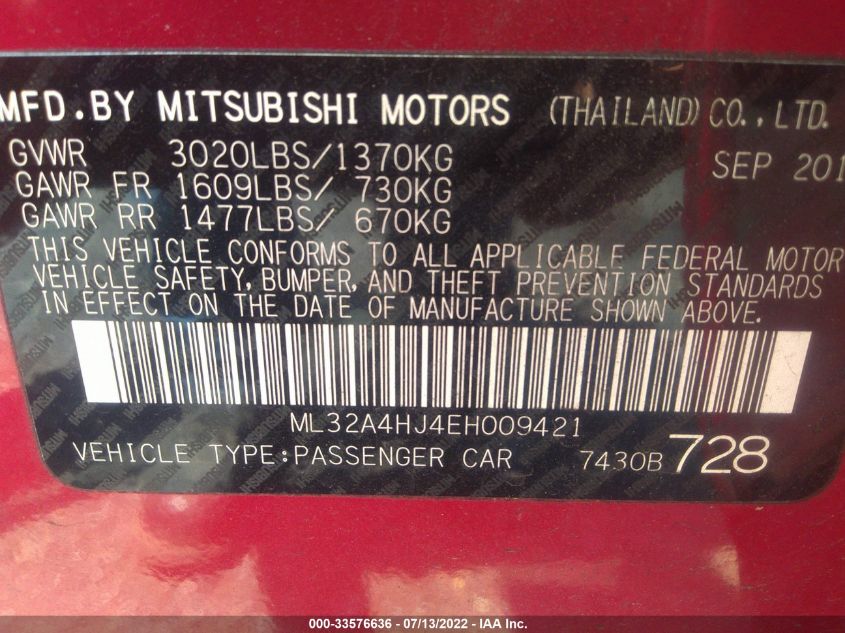 MFD.BY MITSUBISHI MOTORS (THAILAND) CO., LTD.
GVWR 3020LBS/1370KG SEP 201
GAWR FR 1609LBS/ 730KG
GAWR RR 1477LBS/ 670KG
THIS VEHICLE CONFORMS TO ALL APPLICABLE FEDERAL MOTOR
VEHICLE SAFETY, BUMPER, AND THEFT PREVENTION STANDARDS
IN EFFECT ON THE DATE OF MANUFACTURE SHOWN ABOVE.
ML32A4HJ4EH009421
VEHICLE TYPE:PASSENGER CAR 7430B 728
000-33576636 - 07/13/2022 - IAA Inc.